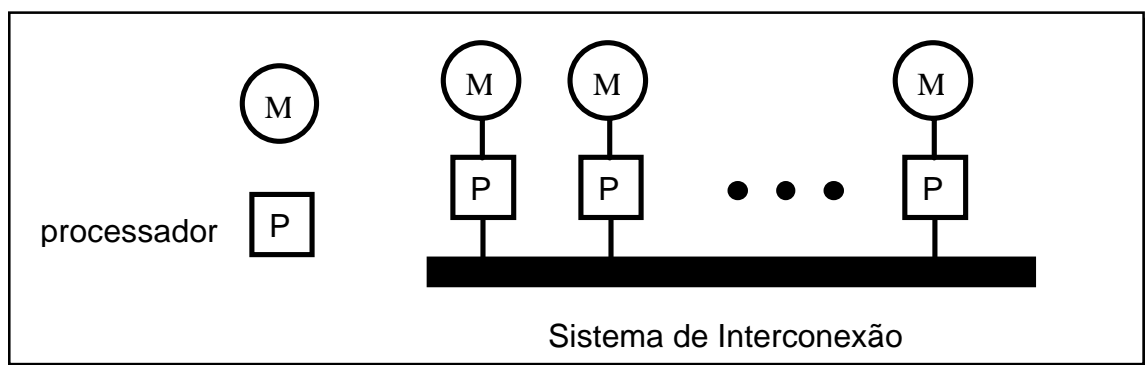 M M M M
P P P
processador P
Sistema de Interconexão